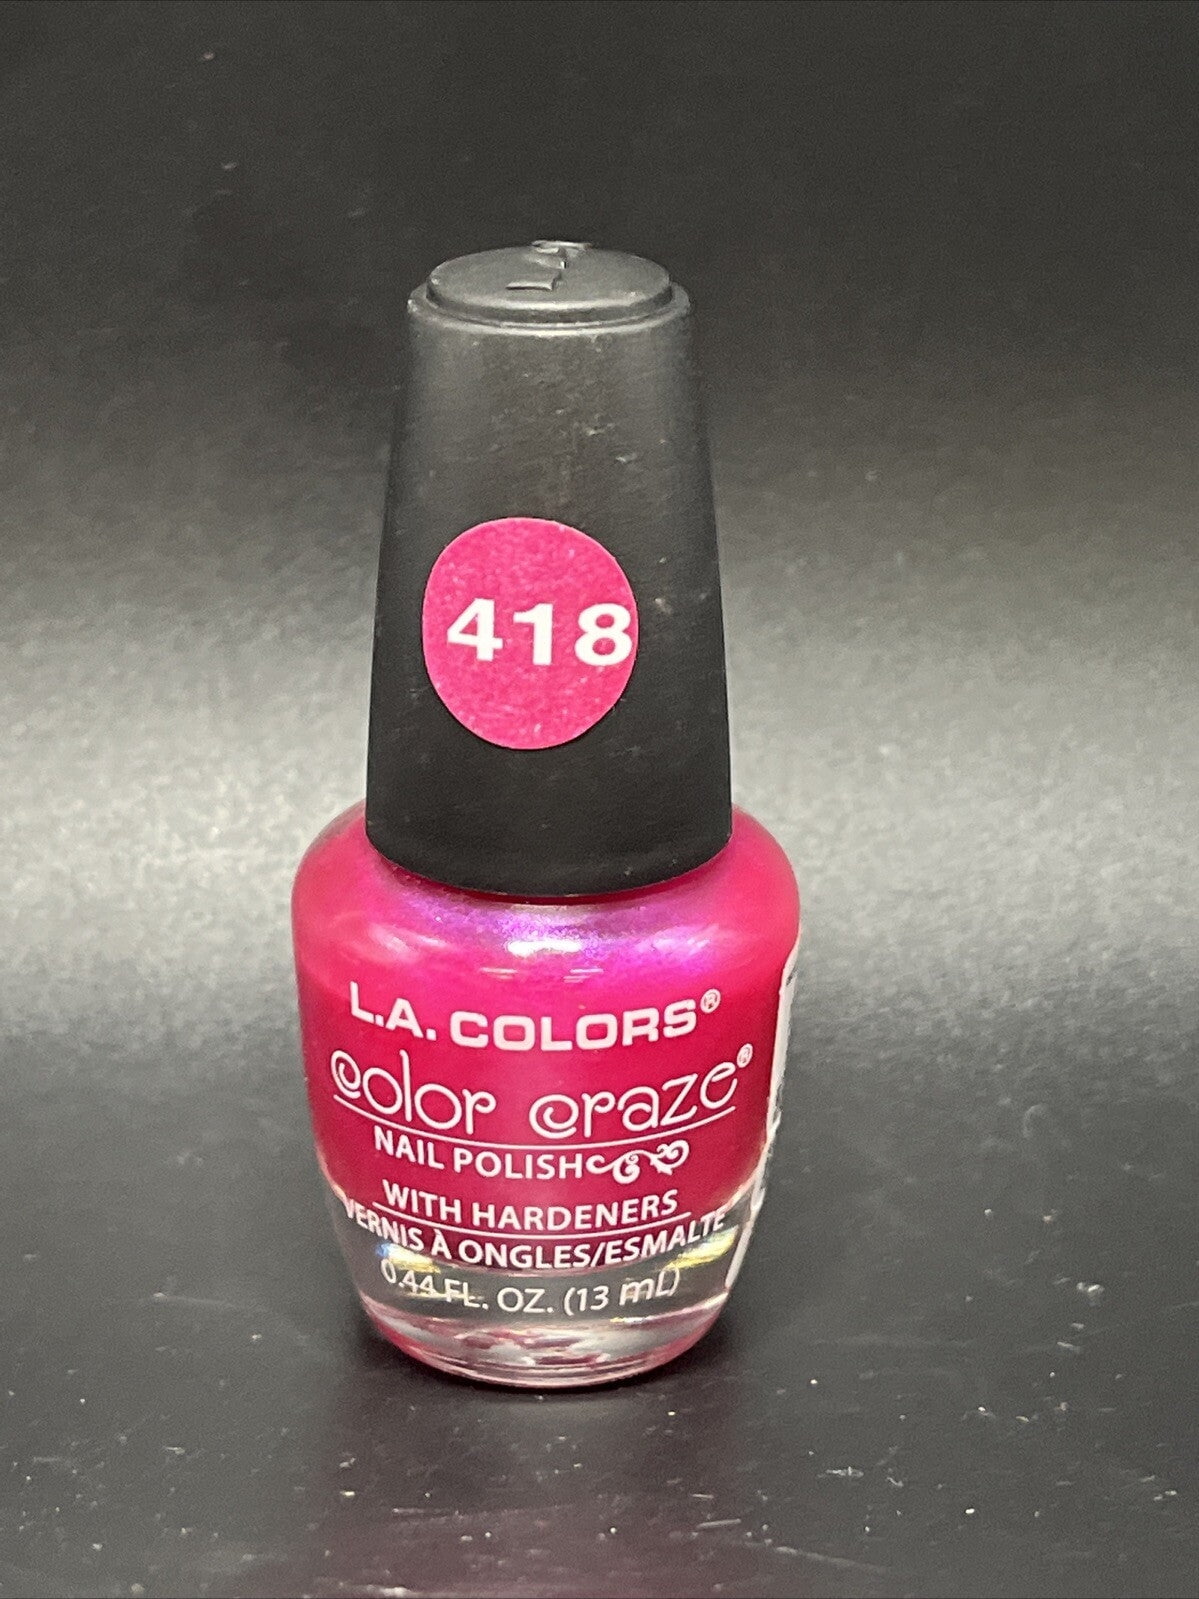 418
L.A. COLORS®
color craze®
NAIL POLISH
WITH HARDENERS
VERNIS À ONGLES/ESMALTE
0.44 FL. OZ. (13 mL)